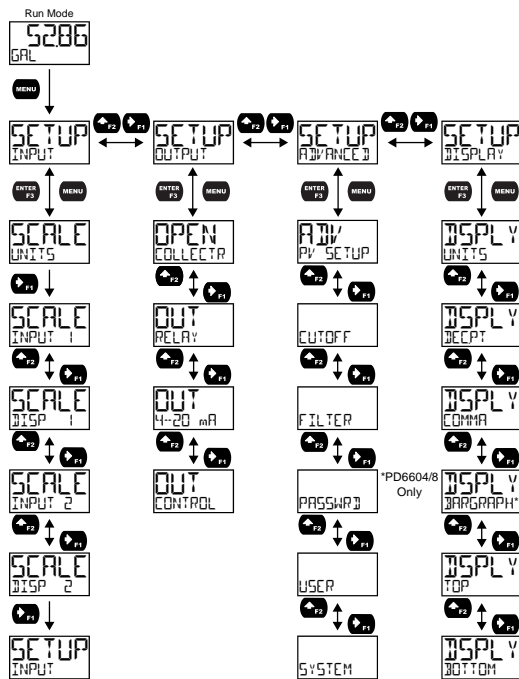 Run Mode
52.86
GAL
MENU
SETUP
INPUT
F2
F1
SETUP
OUTPUT
F2
F1
SETUP
ADVANCED
F2
F1
SETUP
DISPLAY
ENTER
F3
MENU
ENTER
F3
MENU
ENTER
F3
MENU
ENTER
F3
MENU
SCALE
UNITS
OPEN
COLLECTR
ADV
PV SETUP
DSPLY
UNITS
F1
F2
F1
F2
F1
F2
F1
SCALE
INPUT 1
OUT
RELAY
CUTOFF
DSPLY
DECPT
F2
F1
F2
F1
F2
F1
F2
F1
SCALE
DISP 1
OUT
4--20 mA
FILTER
DSPLY
COMMA
F2
F1
F2
F1
F2
F1
F2
F1
SCALE
INPUT 2
OUT
CONTROL
PASSWRD
*PD6604/8
Only
DSPLY
BARGRAPH*
F2
F1
F2
F1
F2
F1
SCALE
DISP 2
USER
DSPLY
TOP
F1
F2
F1
F2
F1
SETUP
INPUT
SYSTEM
DSPLY
BOTTOM